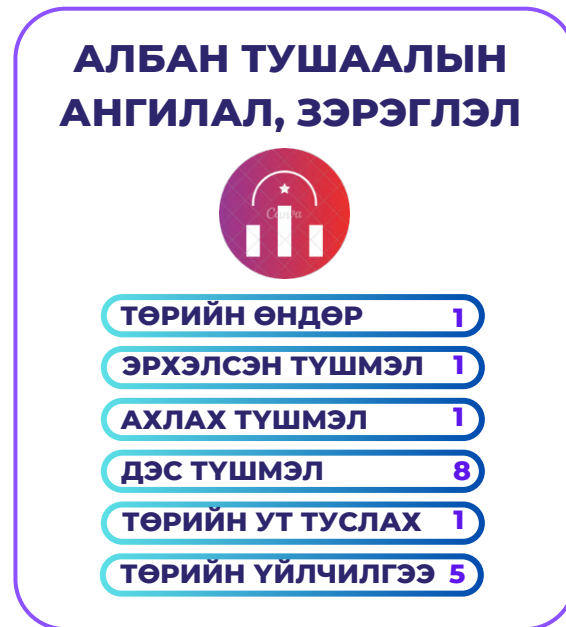 АЛБАН ТУШААЛЫН
АНГИЛАЛ, ЗЭРЭГЛЭЛ
Canva
ТӨРИЙН ӨНДӨР 1
ЭРХЭЛСЭН ТҮШМЭЛ 1
АХЛАХ ТҮШМЭЛ 1
ДЭС ТҮШМЭЛ 8
ТӨРИЙН УТ ТУСЛАХ 1
ТӨРИЙН ҮЙЛЧИЛГЭЭ 5